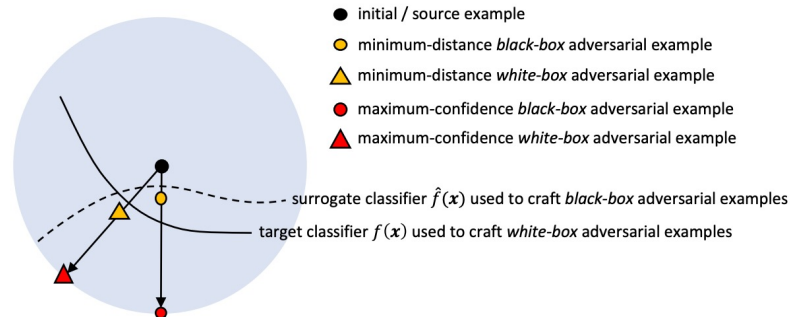 initial / source example
minimum-distance black-box adversarial example
minimum-distance white-box adversarial example
maximum-confidence black-box adversarial example
maximum-confidence white-box adversarial example
surrogate classifier f̂(x) used to craft black-box adversarial examples
target classifier f(x) used to craft white-box adversarial examples